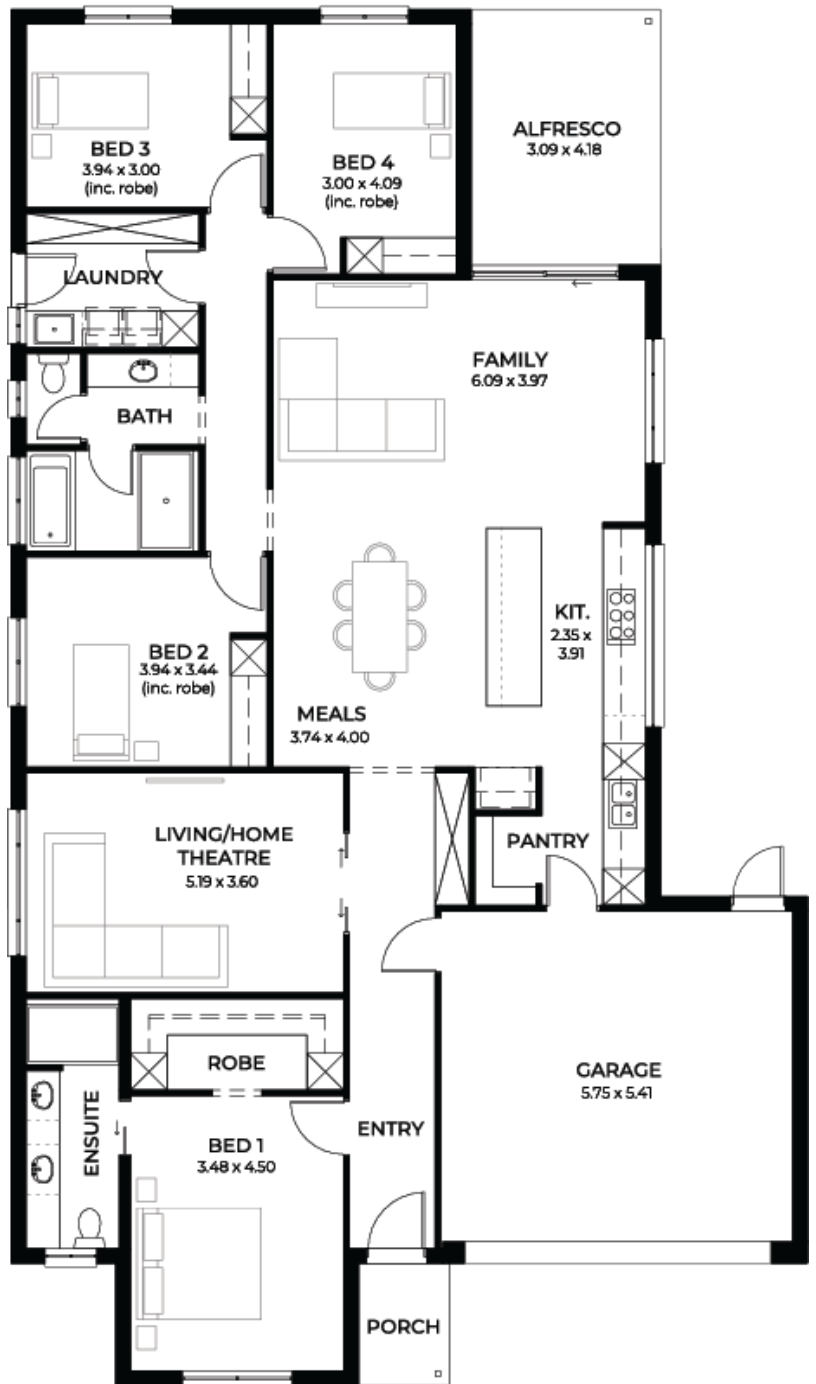 BED 3
3.94 x 3.00
(inc. robe)
BED 4
3.00 x 4.09
(inc. robe)
ALFRESCO
3.09 x 4.18
LAUNDRY
FAMILY
6.09 x 3.97
BATH
KIT.
2.35 x
3.91
BED 2
3.94 x 3.44
(inc. robe)
MEALS
3.74 x 4.00
LIVING/HOME
THEATRE
5.19 x 3.60
PANTRY
ROBE
GARAGE
5.75 x 5.41
ENSUITE
BED 1
3.48 x 4.50
ENTRY
PORCH